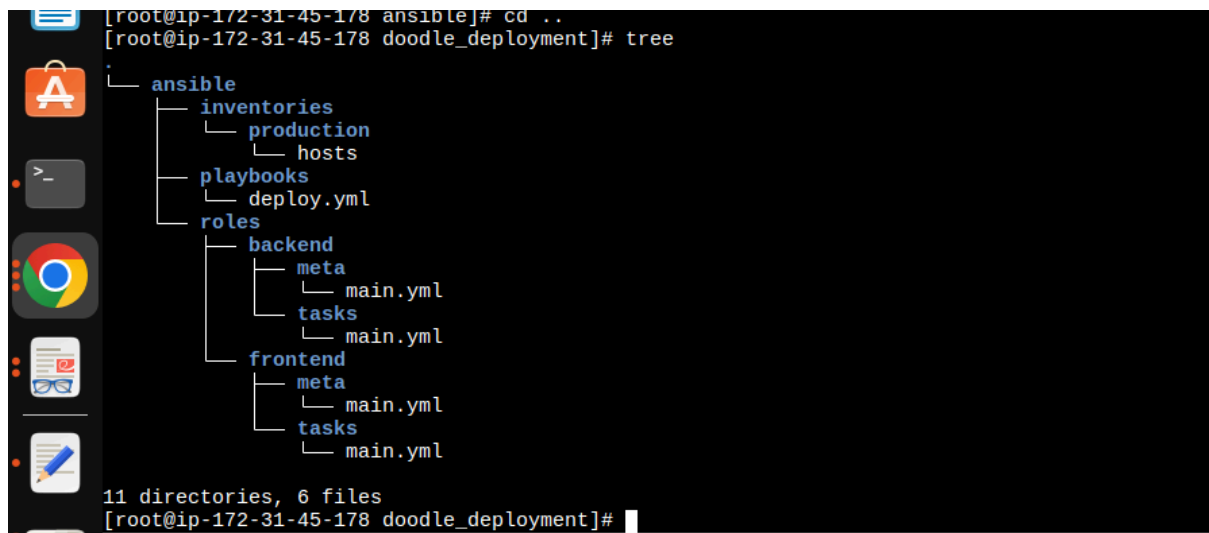 [root@ip-172-31-45-178 ansible]# cd ..
[root@ip-172-31-45-178 doodle_deployment]# tree
.
└── ansible
    ├── inventories
    │   └── production
    │       └── hosts
    ├── playbooks
    │   └── deploy.yml
    └── roles
        ├── backend
        │   ├── meta
        │   │   └── main.yml
        │   └── tasks
        │       └── main.yml
        └── frontend
            ├── meta
            │   └── main.yml
            └── tasks
                └── main.yml

11 directories, 6 files
[root@ip-172-31-45-178 doodle_deployment]#